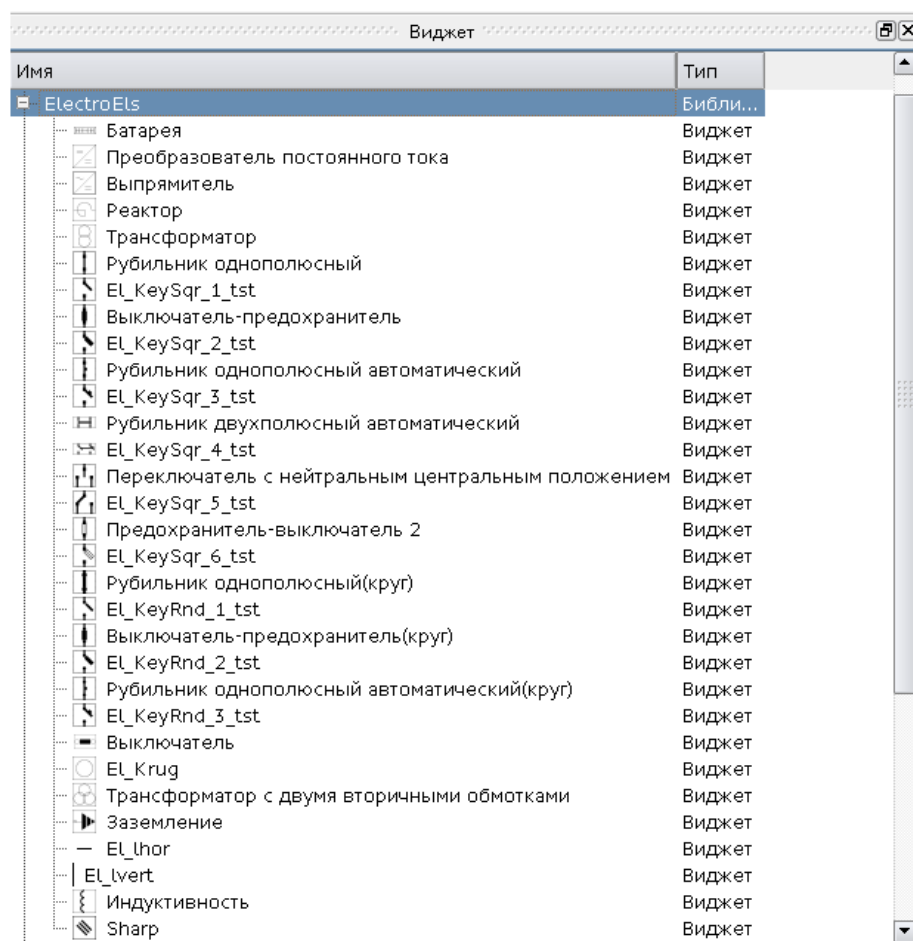 Виджет
Имя Тип
ElectroEls Библи...
Батарея Виджет
Преобразователь постоянного тока Виджет
Выпрямитель Виджет
Реактор Виджет
Трансформатор Виджет
Рубильник однополюсный Виджет
El_KeySqr_1_tst Виджет
Выключатель-предохранитель Виджет
El_KeySqr_2_tst Виджет
Рубильник однополюсный автоматический Виджет
El_KeySqr_3_tst Виджет
Рубильник двухполюсный автоматический Виджет
El_KeySqr_4_tst Виджет
Переключатель с нейтральным центральным положением Виджет
El_KeySqr_5_tst Виджет
Предохранитель-выключатель 2 Виджет
El_KeySqr_6_tst Виджет
Рубильник однополюсный(круг) Виджет
El_KeyRnd_1_tst Виджет
Выключатель-предохранитель(круг) Виджет
El_KeyRnd_2_tst Виджет
Рубильник однополюсный автоматический(круг) Виджет
El_KeyRnd_3_tst Виджет
Выключатель Виджет
El_Krug Виджет
Трансформатор с двумя вторичными обмотками Виджет
Заземление Виджет
El_lhor Виджет
El_lvert Виджет
Индуктивность Виджет
Sharp Виджет